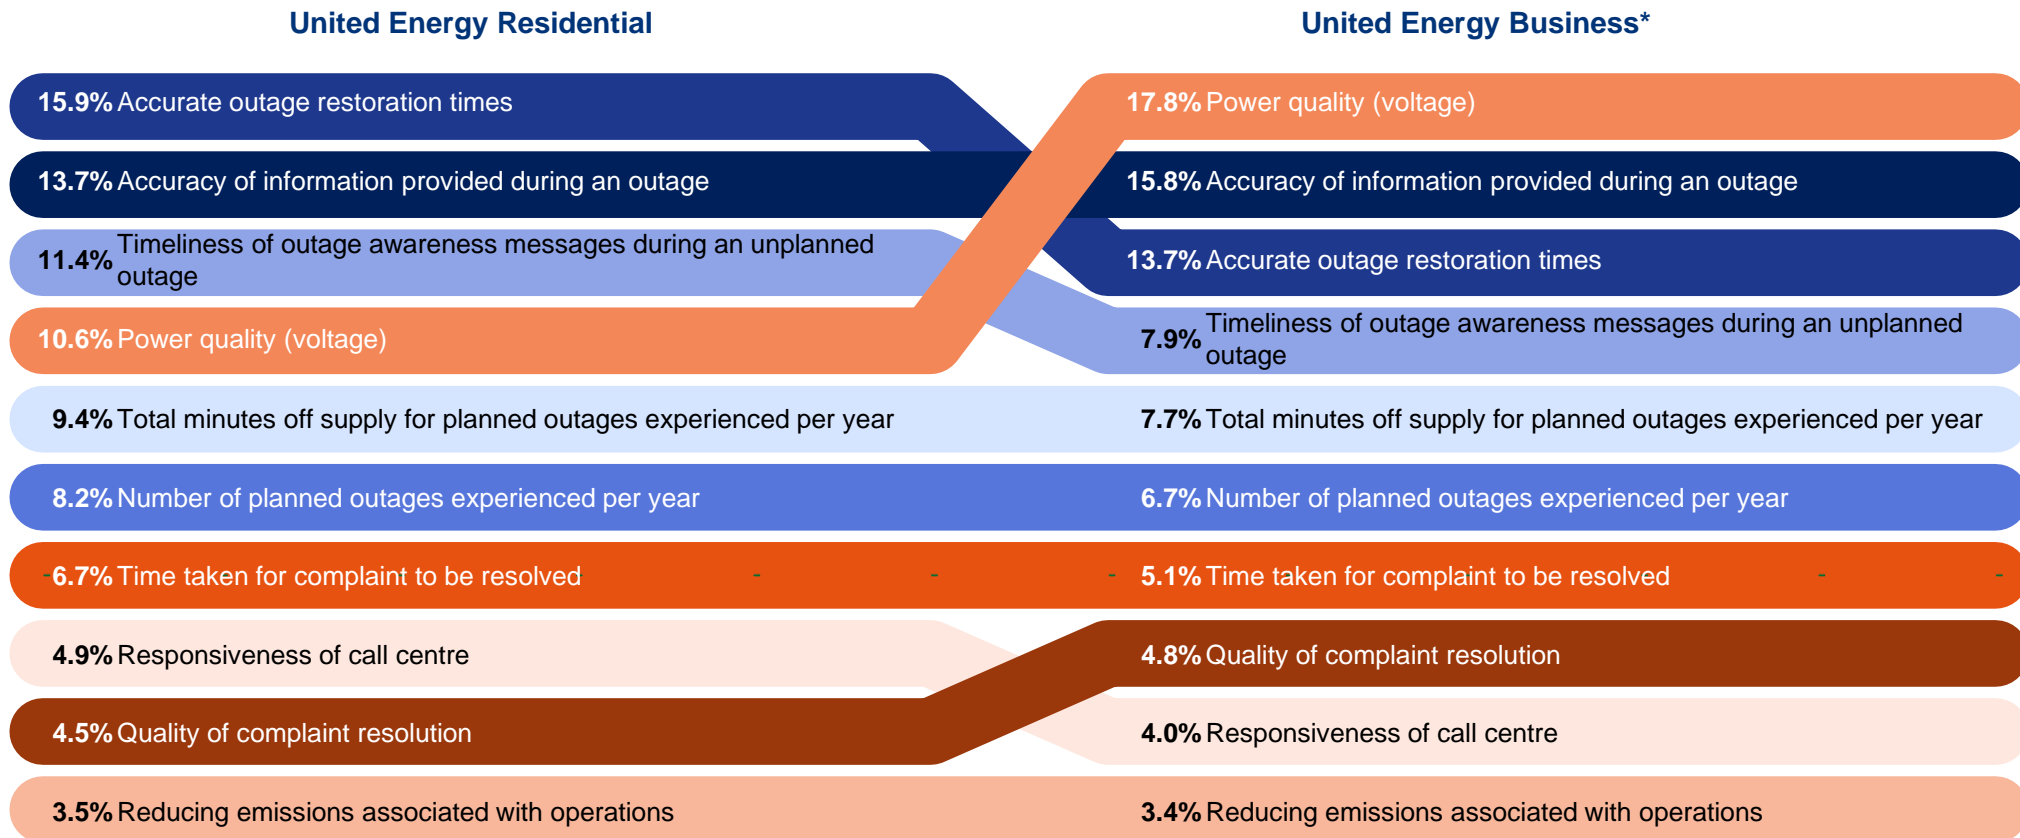 United Energy Residential
United Energy Business*
15.9% Accurate outage restoration times
17.8% Power quality (voltage)
13.7% Accuracy of information provided during an outage
15.8% Accuracy of information provided during an outage
11.4% Timeliness of outage awareness messages during an unplanned
outage
13.7% Accurate outage restoration times
10.6% Power quality (voltage)
7.9% Timeliness of outage awareness messages during an unplanned
outage
9.4% Total minutes off supply for planned outages experienced per year
7.7% Total minutes off supply for planned outages experienced per year
8.2% Number of planned outages experienced per year
6.7% Number of planned outages experienced per year
6.7% Time taken for complaint to be resolved
5.1% Time taken for complaint to be resolved
4.9% Responsiveness of call centre
4.8% Quality of complaint resolution
4.5% Quality of complaint resolution
4.0% Responsiveness of call centre
3.5% Reducing emissions associated with operations
3.4% Reducing emissions associated with operations